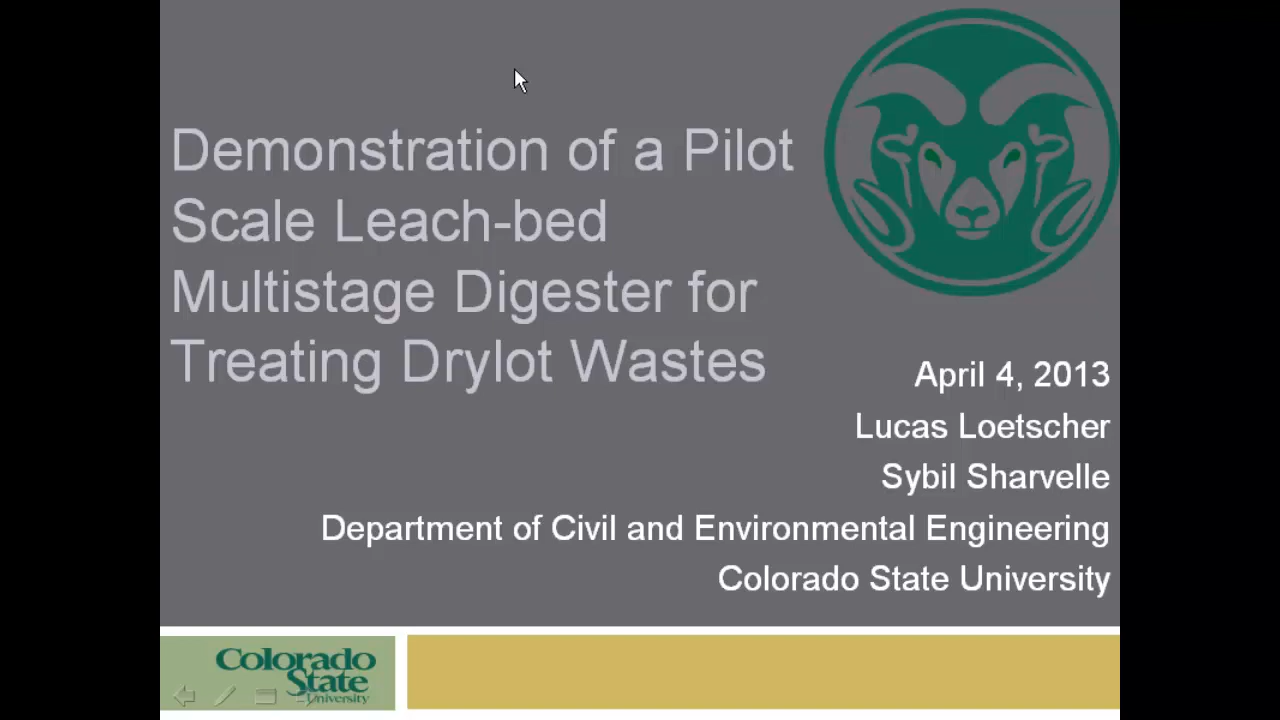 Demonstration of a Pilot
Scale Leach-bed
Multistage Digester for
Treating Drylot Wastes
April 4, 2013
Lucas Loetscher
Sybil Sharvelle
Department of Civil and Environmental Engineering
Colorado State University
Colorado
State
University